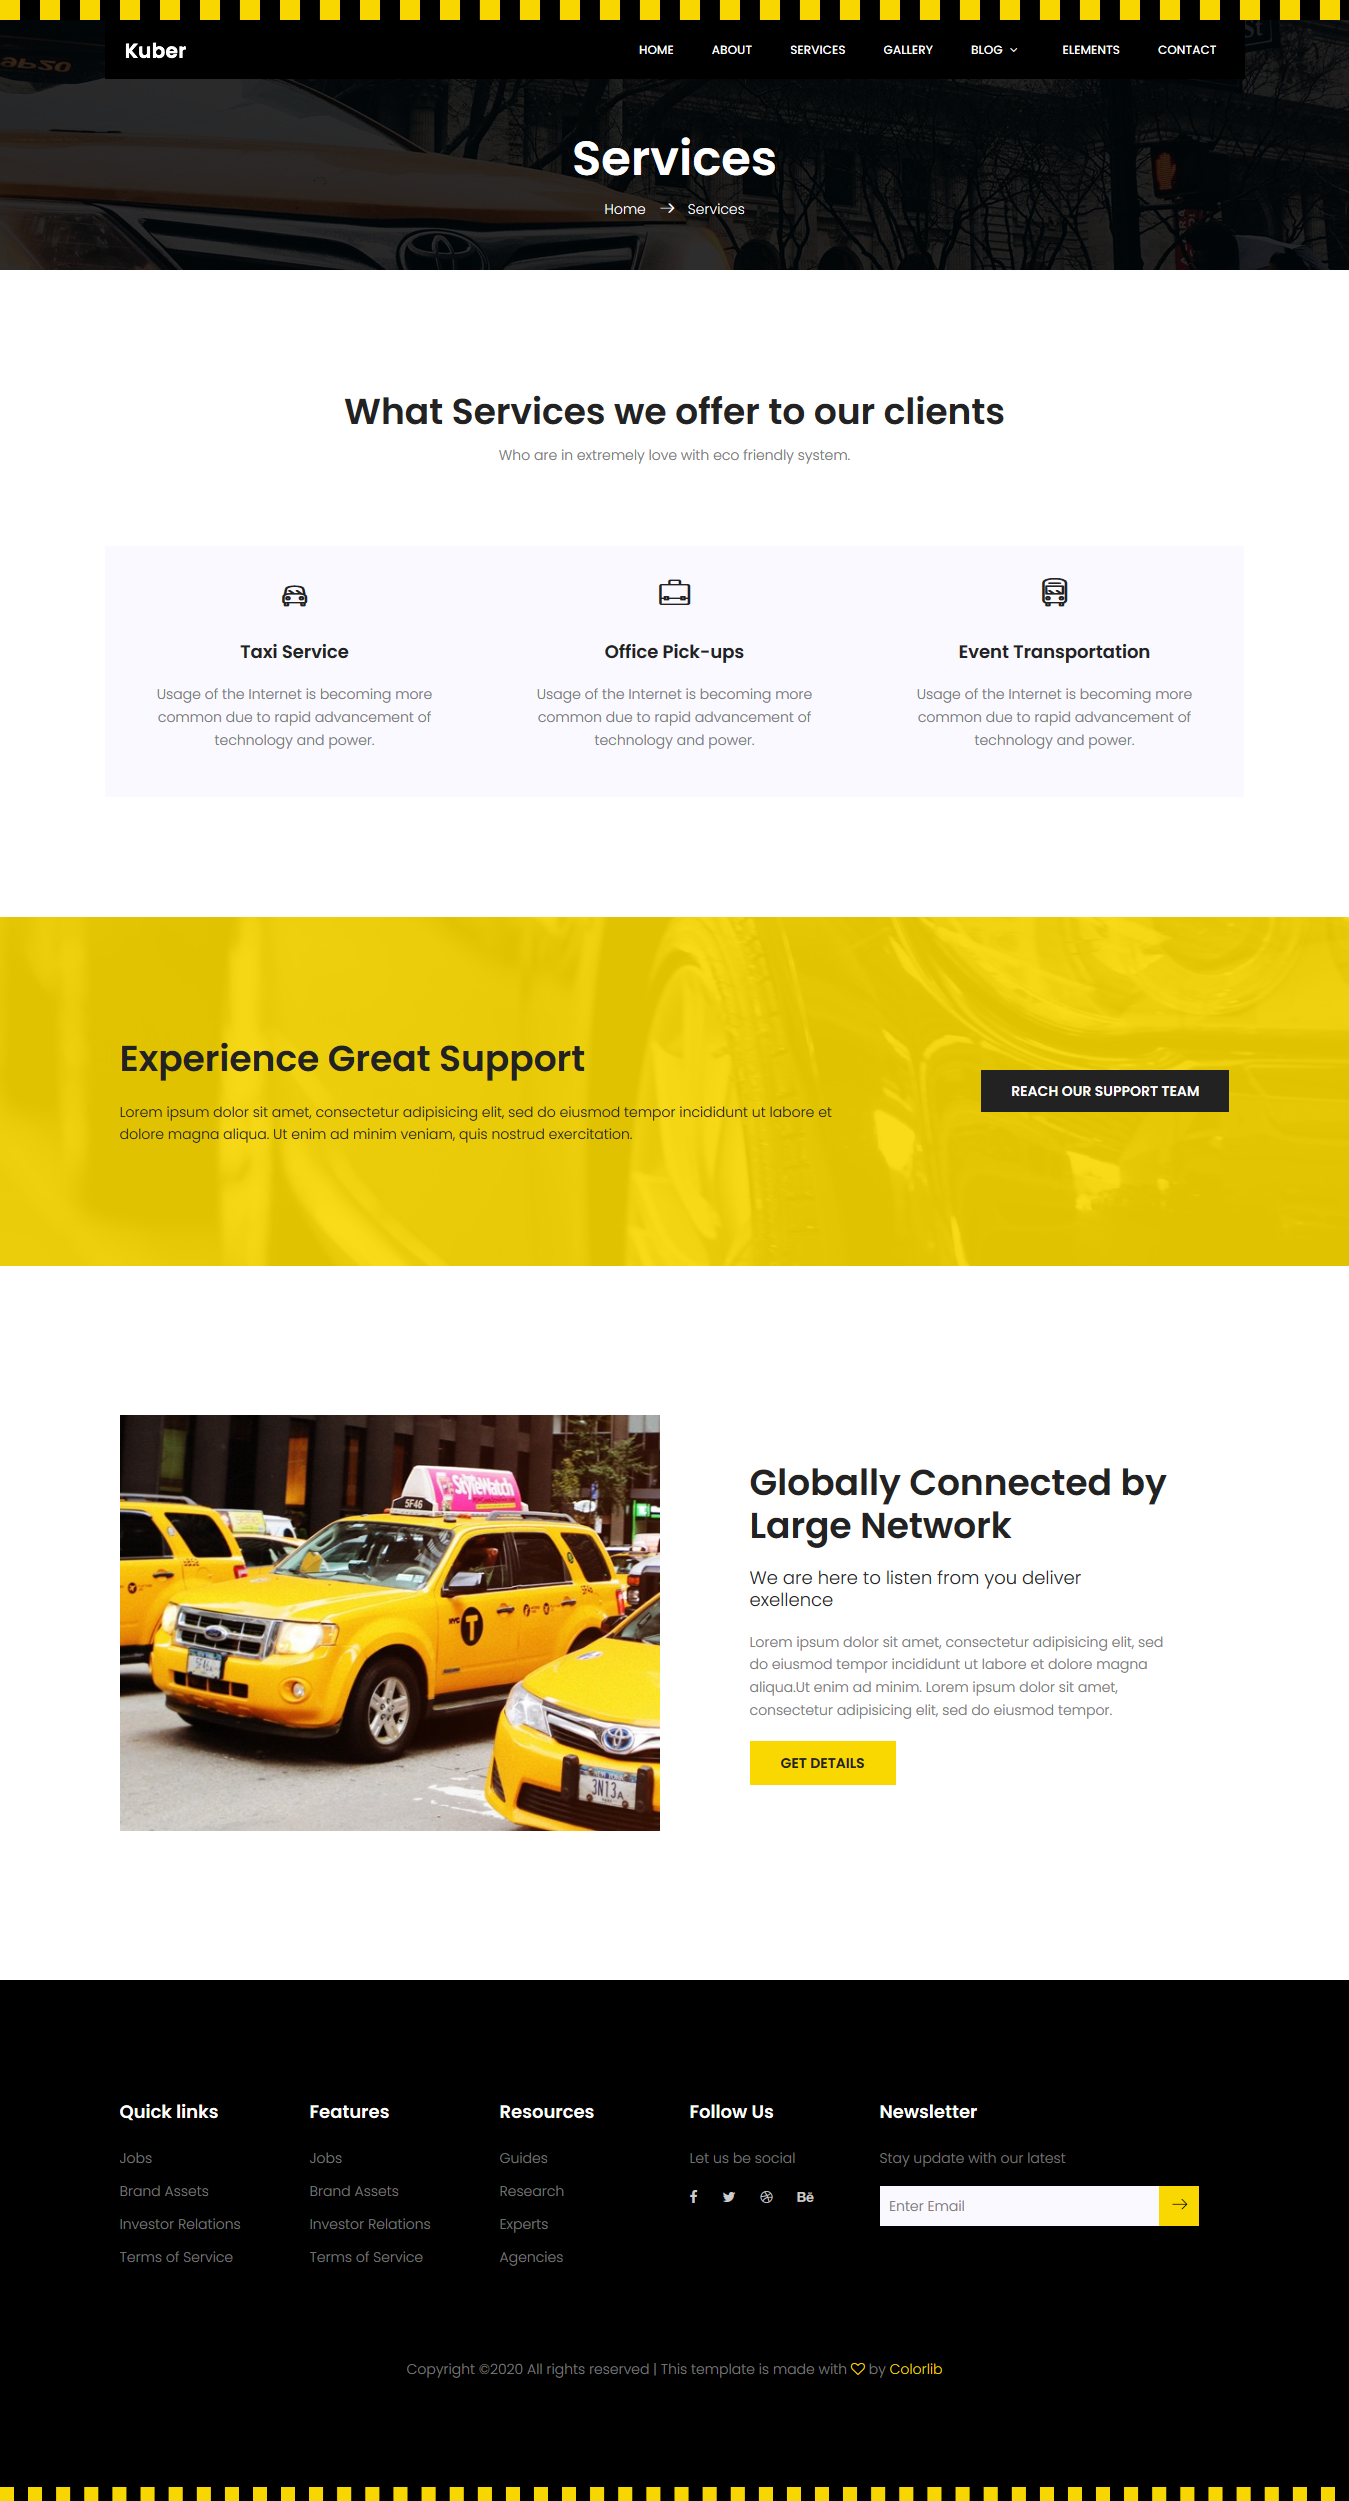 Kuber
HOME ABOUT SERVICES GALLERY BLOG ELEMENTS CONTACT
Services
Home Services
What Services we offer to our clients
Who are in extremely love with eco friendly system.
Taxi Service
Usage of the Internet is becoming more
common due to rapid advancement of
technology and power.
Office Pick-ups
Usage of the Internet is becoming more
common due to rapid advancement of
technology and power.
Event Transportation
Usage of the Internet is becoming more
common due to rapid advancement of
technology and power.
Experience Great Support
Lorem ipsum dolor sit amet, consectetur adipisicing elit, sed do eiusmod tempor incididunt ut labore et
dolore magna aliqua. Ut enim ad minim veniam, quis nostrud exercitation.
REACH OUR SUPPORT TEAM
StyleWatch
5F46
NYC T
3N13A
Globally Connected by
Large Network
We are here to listen from you deliver
exellence
Lorem ipsum dolor sit amet, consectetur adipisicing elit, sed
do eiusmod tempor incididunt ut labore et dolore magna
aliqua.Ut enim ad minim. Lorem ipsum dolor sit amet,
consectetur adipisicing elit, sed do eiusmod tempor.
GET DETAILS
Quick links
Jobs
Brand Assets
Investor Relations
Terms of Service
Features
Jobs
Brand Assets
Investor Relations
Terms of Service
Resources
Guides
Research
Experts
Agencies
Follow Us
Let us be social
Newsletter
Stay update with our latest
Enter Email
Copyright ©2020 All rights reserved | This template is made with ♡ by Colorlib